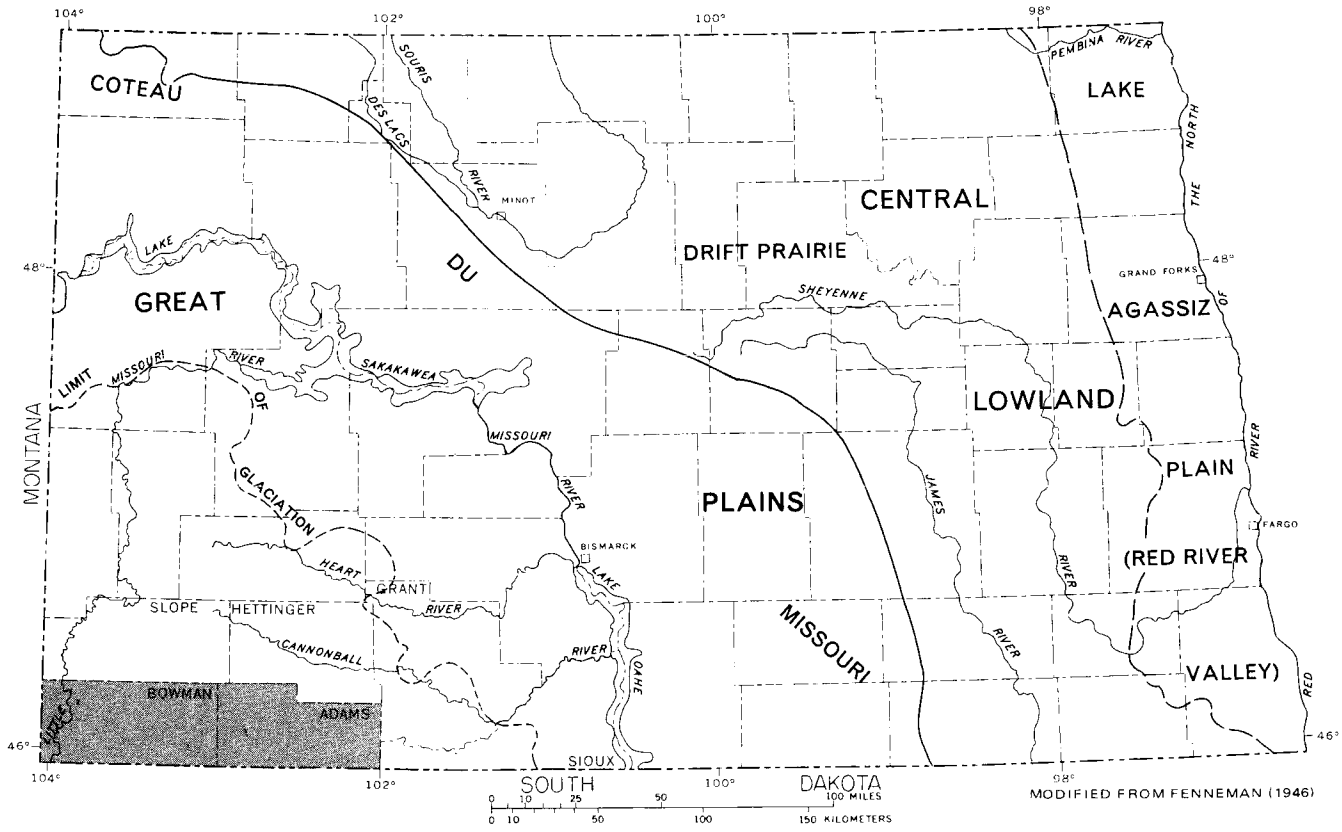 104°
102°
100°
98°
COTEAU
SOURIS
DES LACS
RIVER
MINOT
PEMBINA RIVER
LAKE
THE NORTH
CENTRAL
DRIFT PRAIRIE
DU
LAKE
48°
48°
GRAND FORKS
OF
GREAT
SHEYENNE
AGASSIZ
LIMIT
MISSOURI
RIVER
SAKAKAWEA
OF
LOWLAND
MONTANA
MISSOURI
RIVER
GLACIATION
PLAINS
JAMES
PLAIN
RIVER
FARGO
BISMARCK
HEART
RIVER
GRANT
LAKE
RIVER
(RED RIVER
SLOPE
HETTINGER
CANNONBALL
RIVER
OAHE
MISSOURI
RIVER
VALLEY)
RED
BOWMAN
ADAMS
LITTLE
46°
46°
SIOUX
104°
102°
100°
98°
SOUTH DAKOTA
0 10 25 50 100 MILES
0 10 50 100 150 KILOMETERS
MODIFIED FROM FENNEMAN (1946)